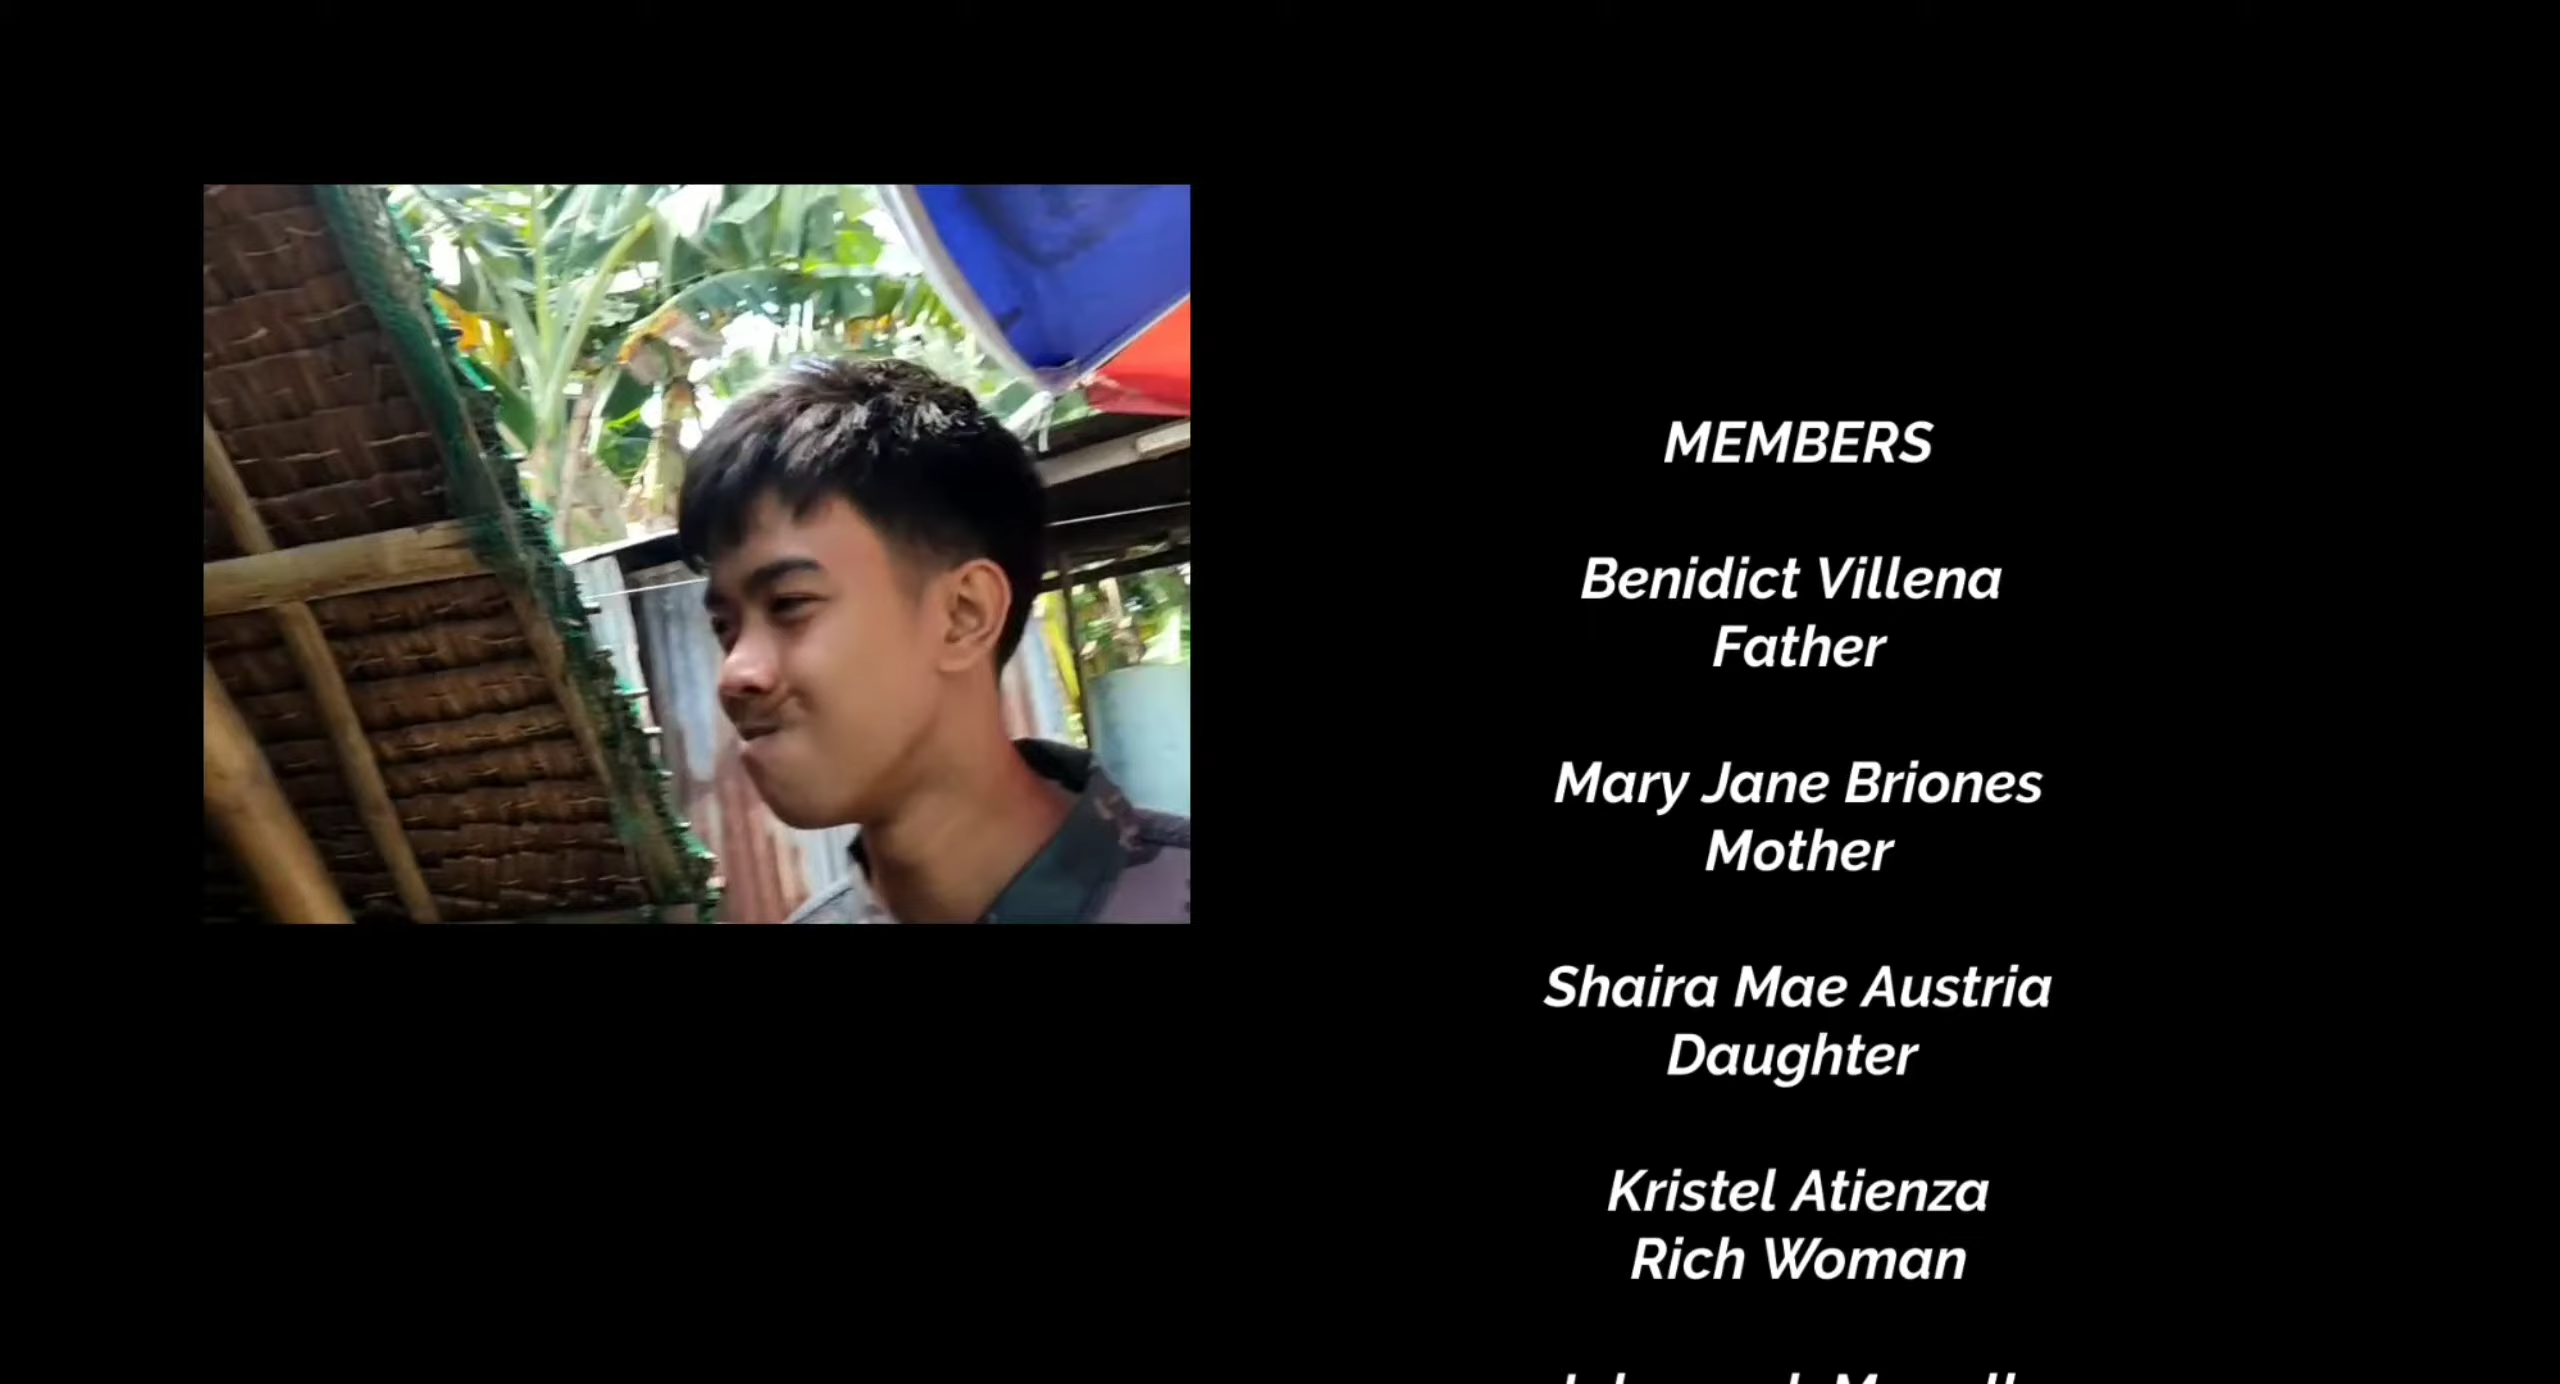 MEMBERS
Benidict Villena
Father
Mary Jane Briones
Mother
Shaira Mae Austria
Daughter
Kristel Atienza
Rich Woman